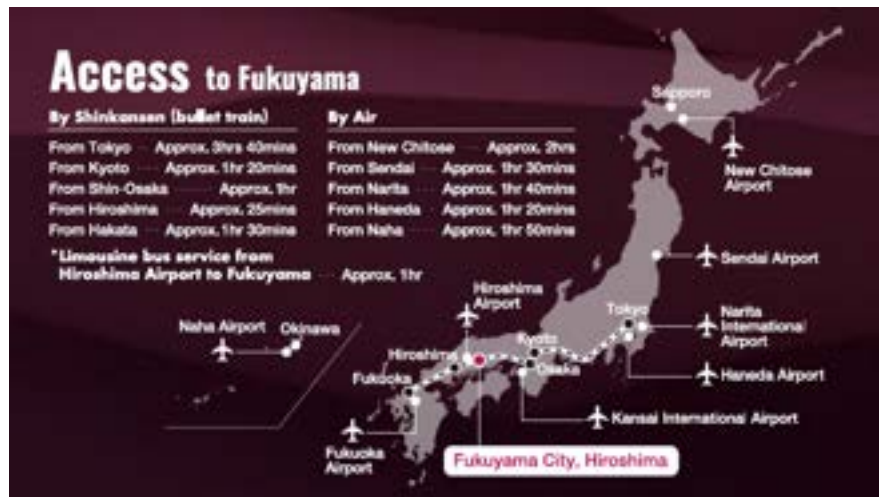 Access to Fukuyama
By Shinkansen (bullet train)
From Tokyo Approx. 3hrs 40mins
From Kyoto Approx. 1hr 20mins
From Shin-Osaka Approx. 1hr
From Hiroshima Approx. 25mins
From Hakata Approx. 1hr 30mins
By Air
From New Chitose Approx. 2hrs
From Sendai Approx. 1hr 30mins
From Narita Approx. 1hr 40mins
From Haneda Approx. 1hr 20mins
From Naha Approx. 1hr 50mins
*Limousine bus service from
Hiroshima Airport to Fukuyama Approx. 1hr
Sapporo
New Chitose
Airport
Sendai Airport
Hiroshima
Airport
Tokyo
Narita
International
Airport
Naha Airport
Okinawa
Hiroshima
Kyoto
Osaka
Fukuoka
Haneda Airport
Kansai International Airport
Fukuoka
Airport
Fukuyama City, Hiroshima